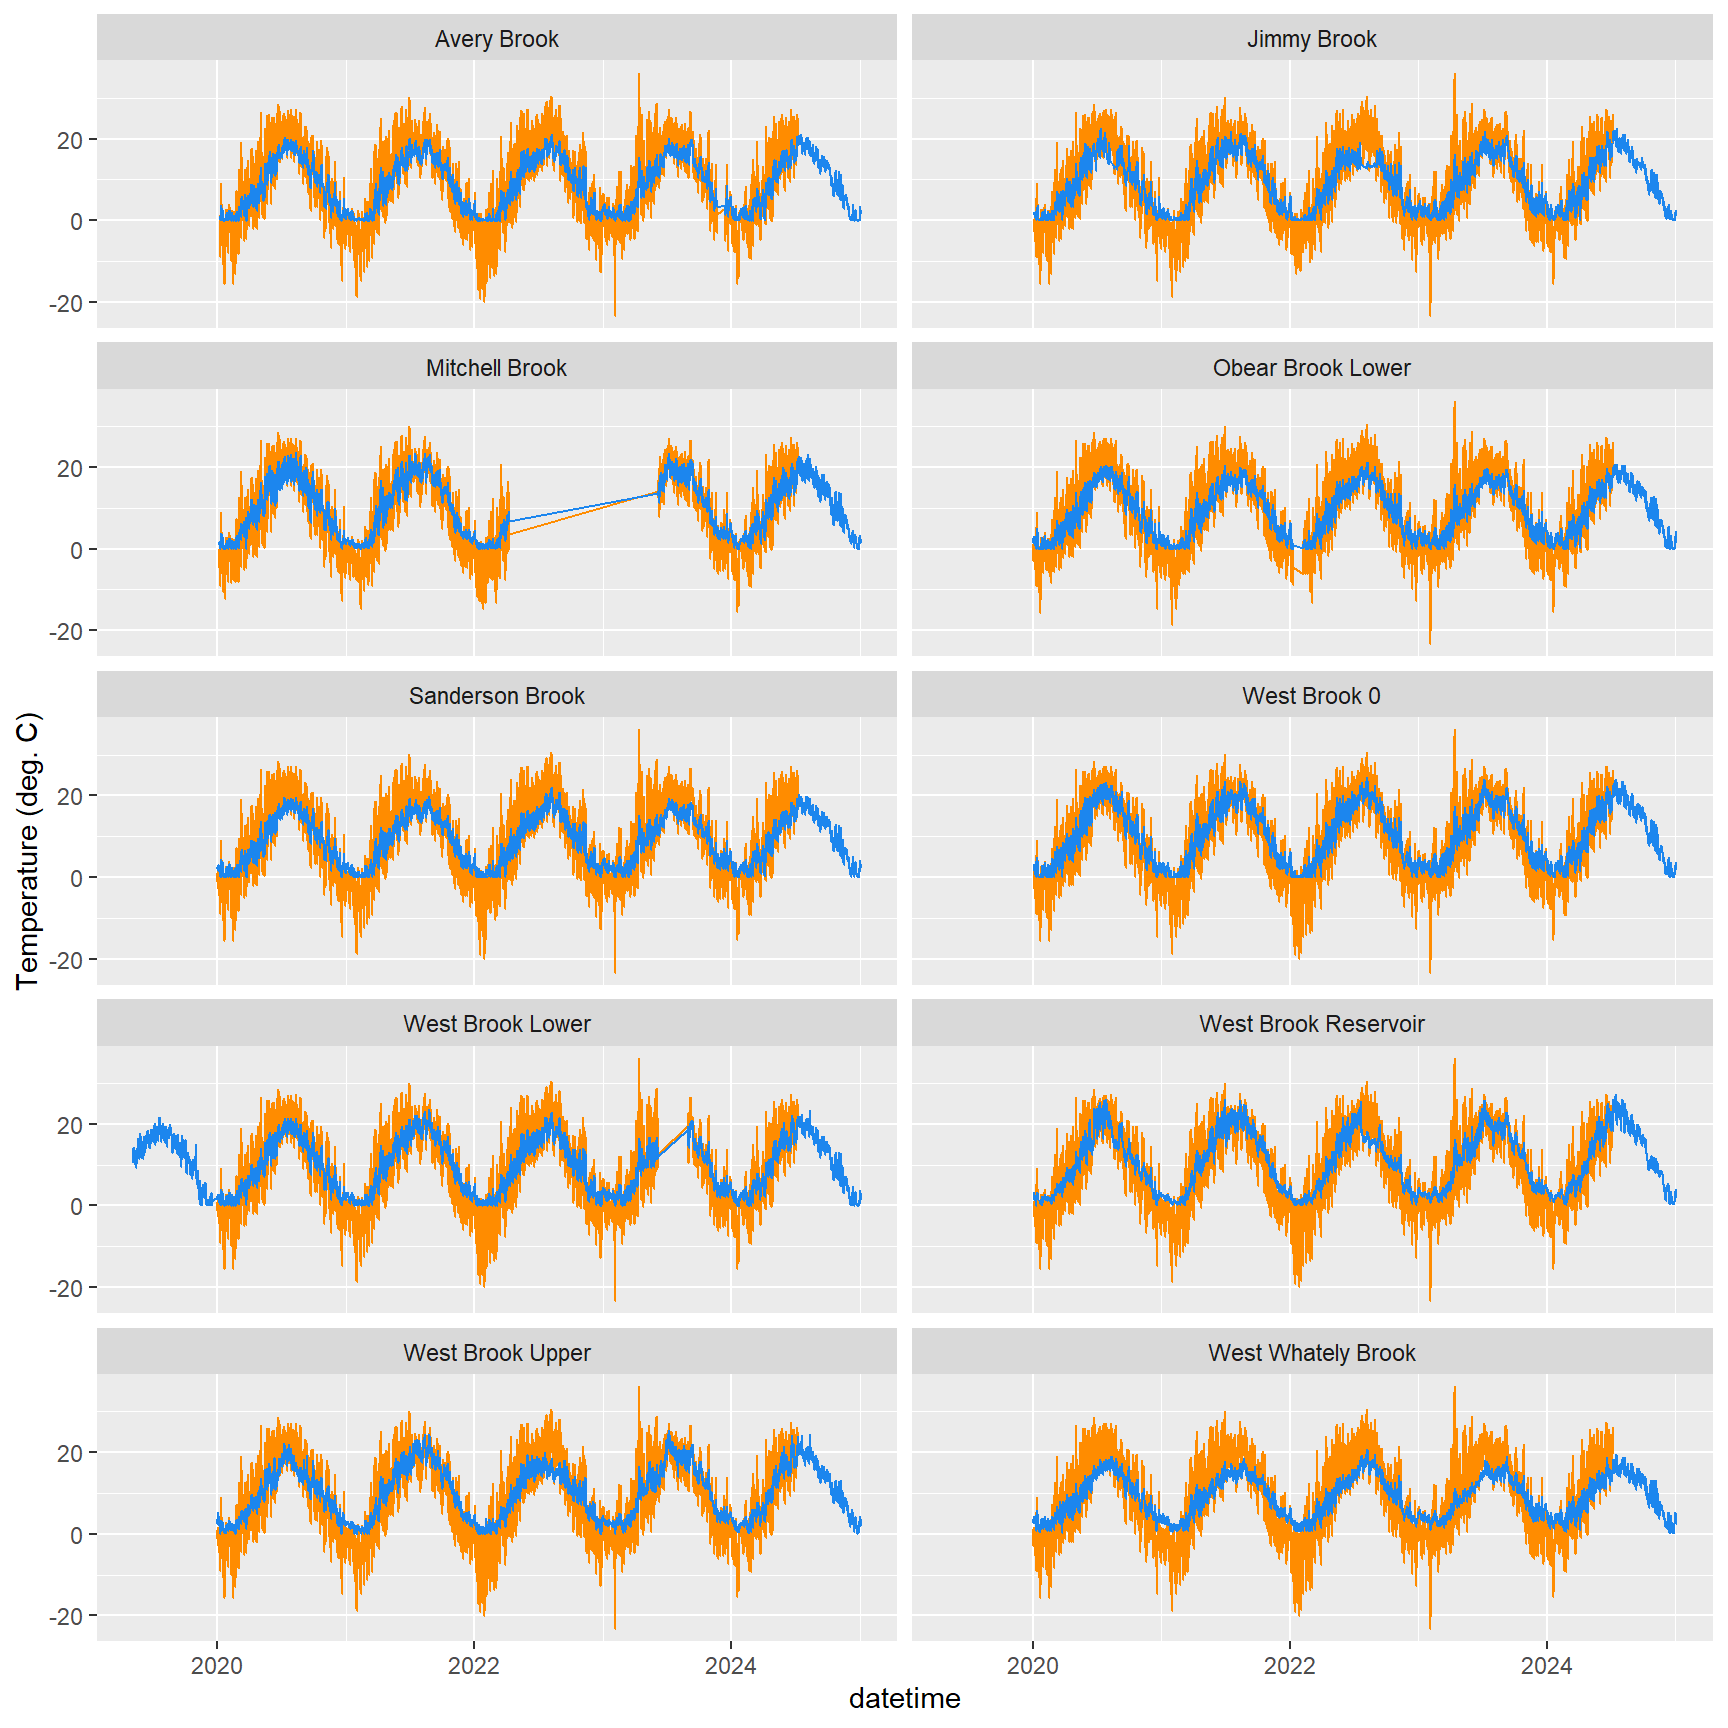 Avery Brook
Jimmy Brook
20
0
-20
Mitchell Brook
Obear Brook Lower
20
0
-20
Sanderson Brook
West Brook 0
20
0
-20
Temperature (deg. C)
West Brook Lower
West Brook Reservoir
20
0
-20
West Brook Upper
West Whately Brook
20
0
-20
2020 2022 2024 2020 2022 2024
datetime